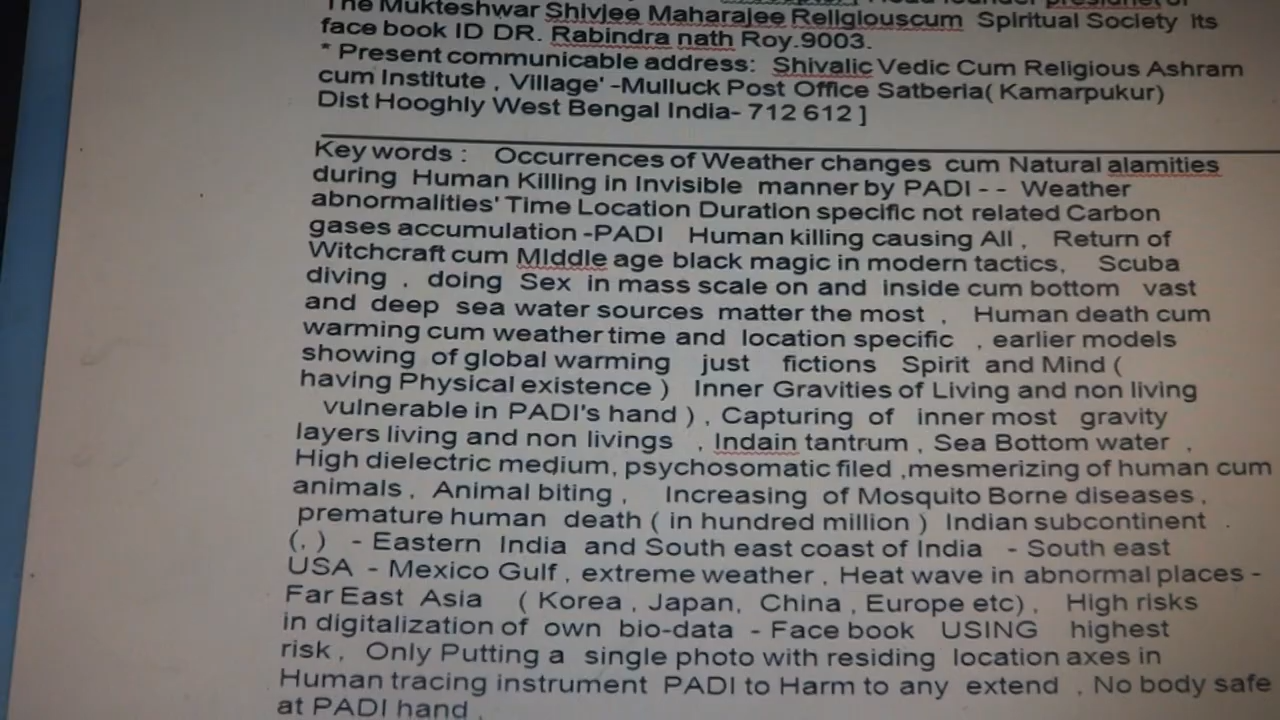 The Mukteshwar Shivjee Maharajee Religiouscum Spiritual Society its
face book ID DR. Rabindra nath Roy.9003.
* Present communicable address: Shivalic Vedic Cum Religious Ashram
cum Institute , Village' -Mulluck Post Office Satberia( Kamarpukur)
Dist Hooghly West Bengal India- 712 612 ]
Key words : Occurrences of Weather changes cum Natural alamities
during Human Killing in Invisible manner by PADI - - Weather
abnormalities' Time Location Duration specific not related Carbon
gases accumulation -PADI Human killing causing All , Return of
Witchcraft cum MIddle age black magic in modern tactics, Scuba
diving , doing Sex in mass scale on and inside cum bottom vast
and deep sea water sources matter the most , Human death cum
warming cum weather time and location specific , earlier models
showing of global warming just fictions Spirit and Mind (
having Physical existence ) Inner Gravities of Living and non living
vulnerable in PADI's hand ) , Capturing of inner most gravity
layers living and non livings , Indain tantrum , Sea Bottom water ,
High dielectric medium, psychosomatic filed ,mesmerizing of human cum
animals , Animal biting , Increasing of Mosquito Borne diseases ,
premature human death ( in hundred million ) Indian subcontinent .
(, ) - Eastern India and South east coast of India - South east
USA - Mexico Gulf , extreme weather , Heat wave in abnormal places -
Far East Asia ( Korea , Japan, China , Europe etc) , High risks
in digitalization of own bio-data - Face book USING highest
risk , Only Putting a single photo with residing location axes in
Human tracing instrument PADI to Harm to any extend , No body safe
at PADI hand .